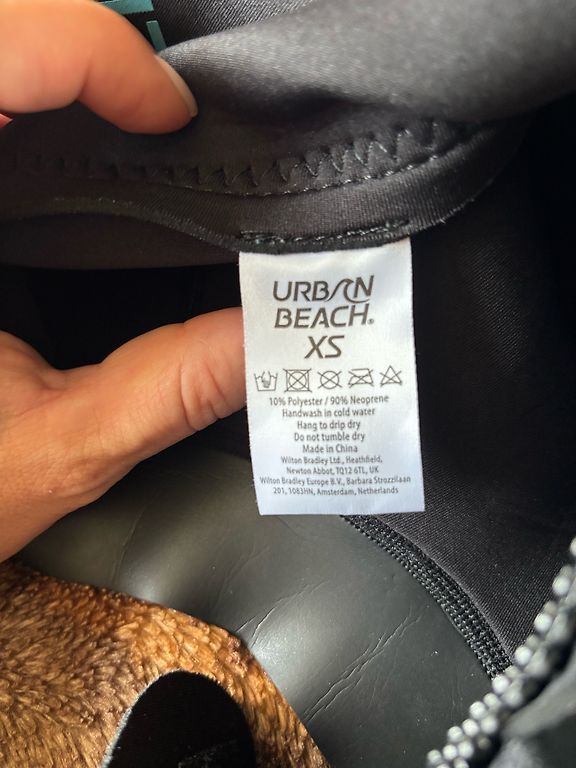 URBAN
BEACH®
XS
10% Polyester / 90% Neoprene
Handwash in cold water
Hang to drip dry
Do not tumble dry
Made in China
Wilton Bradley Ltd., Heathfield,
Newton Abbot, TQ12 6TL, UK
Wilton Bradley Europe B.V., Barbara Strozzilaan
201, 1083HN, Amsterdam, Netherlands